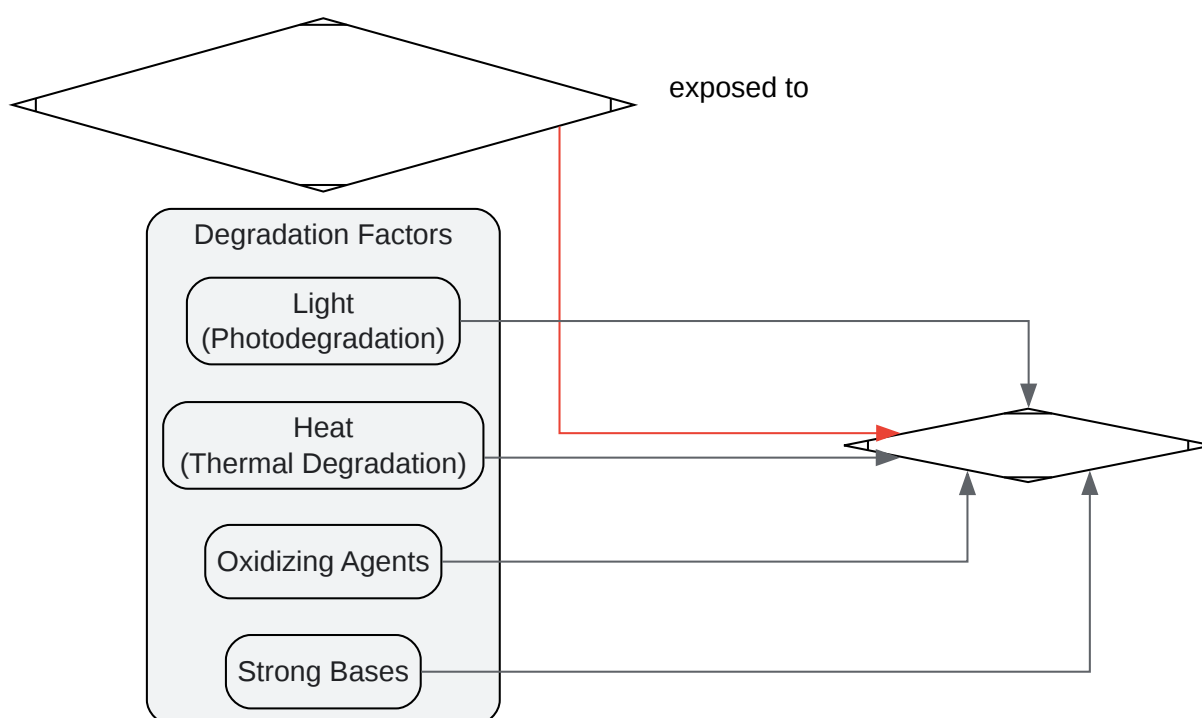 exposed to
Degradation Factors
Light
(Photodegradation)
Heat
(Thermal Degradation)
Oxidizing Agents
Strong Bases